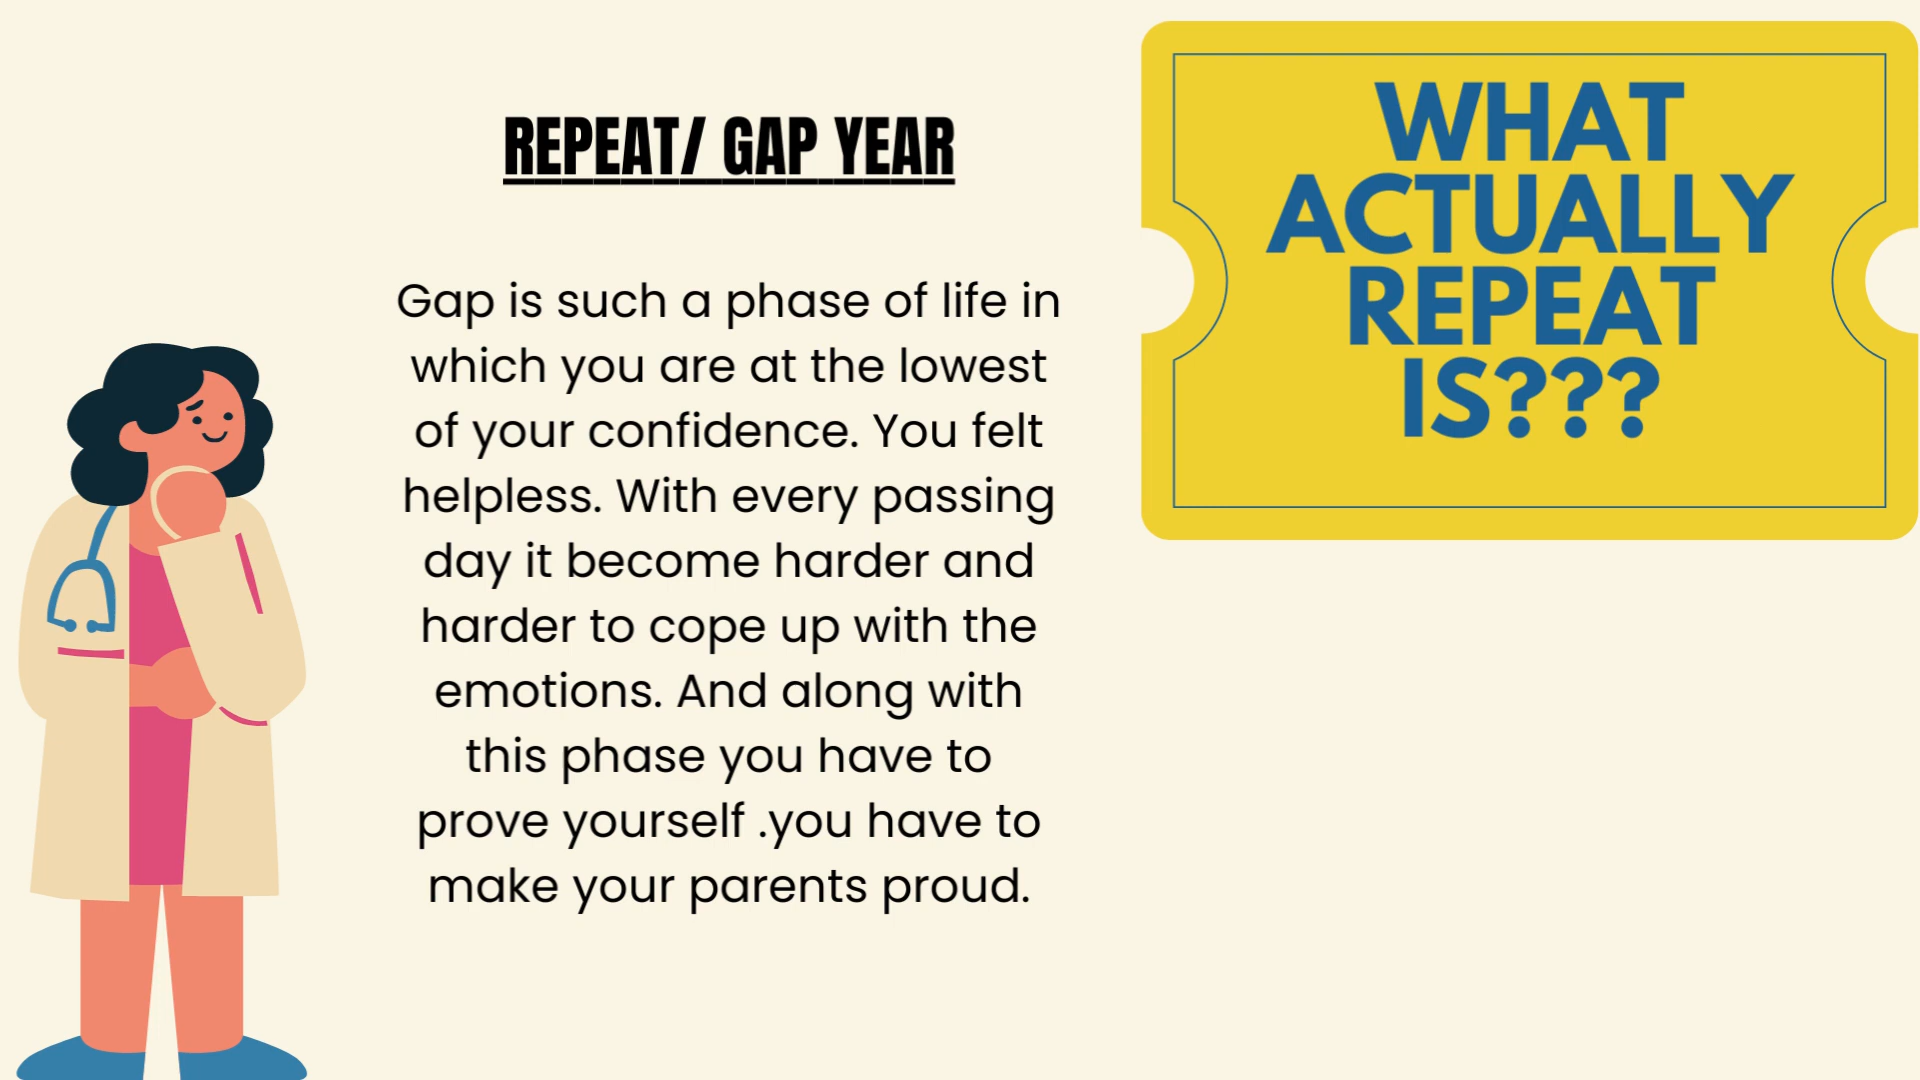 REPEAT/ GAP YEAR
Gap is such a phase of life in
which you are at the lowest
of your confidence. You felt
helpless. With every passing
day it become harder and
harder to cope up with the
emotions. And along with
this phase you have to
prove yourself .you have to
make your parents proud.
WHAT
ACTUALLY
REPEAT
IS???